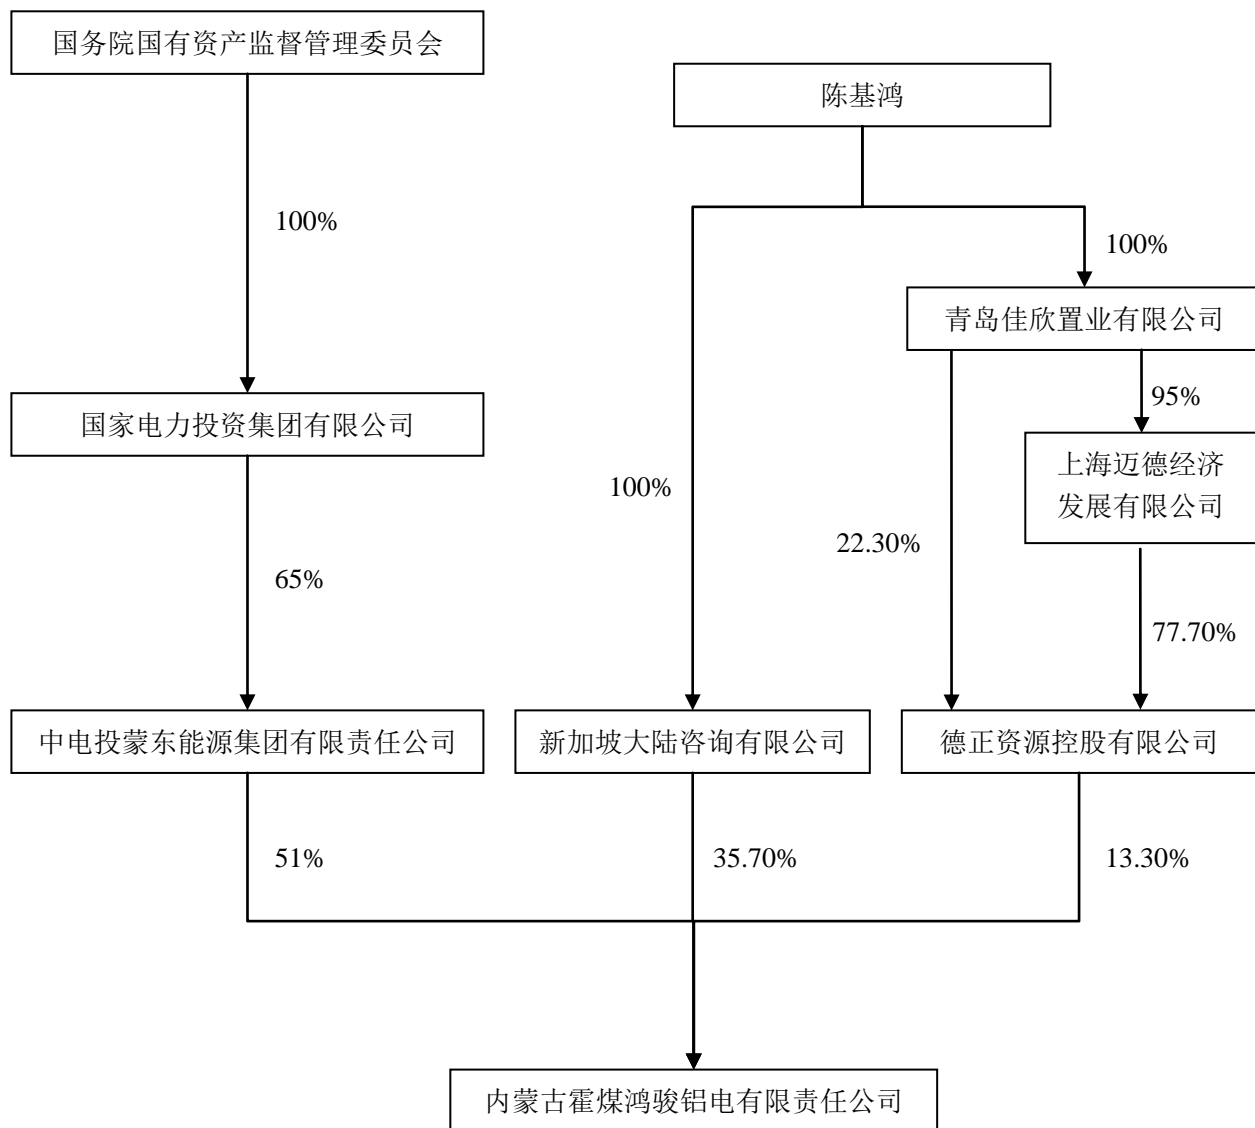 国务院国有资产监督管理委员会
陈基鸿
100%
100%
青岛佳欣置业有限公司
95%
国家电力投资集团有限公司
上海迈德经济
发展有限公司
100%
22.30%
65%
77.70%
中电投蒙东能源集团有限责任公司
新加坡大陆咨询有限公司
德正资源控股有限公司
51%
35.70%
13.30%
内蒙古霍煤鸿骏铝电有限责任公司